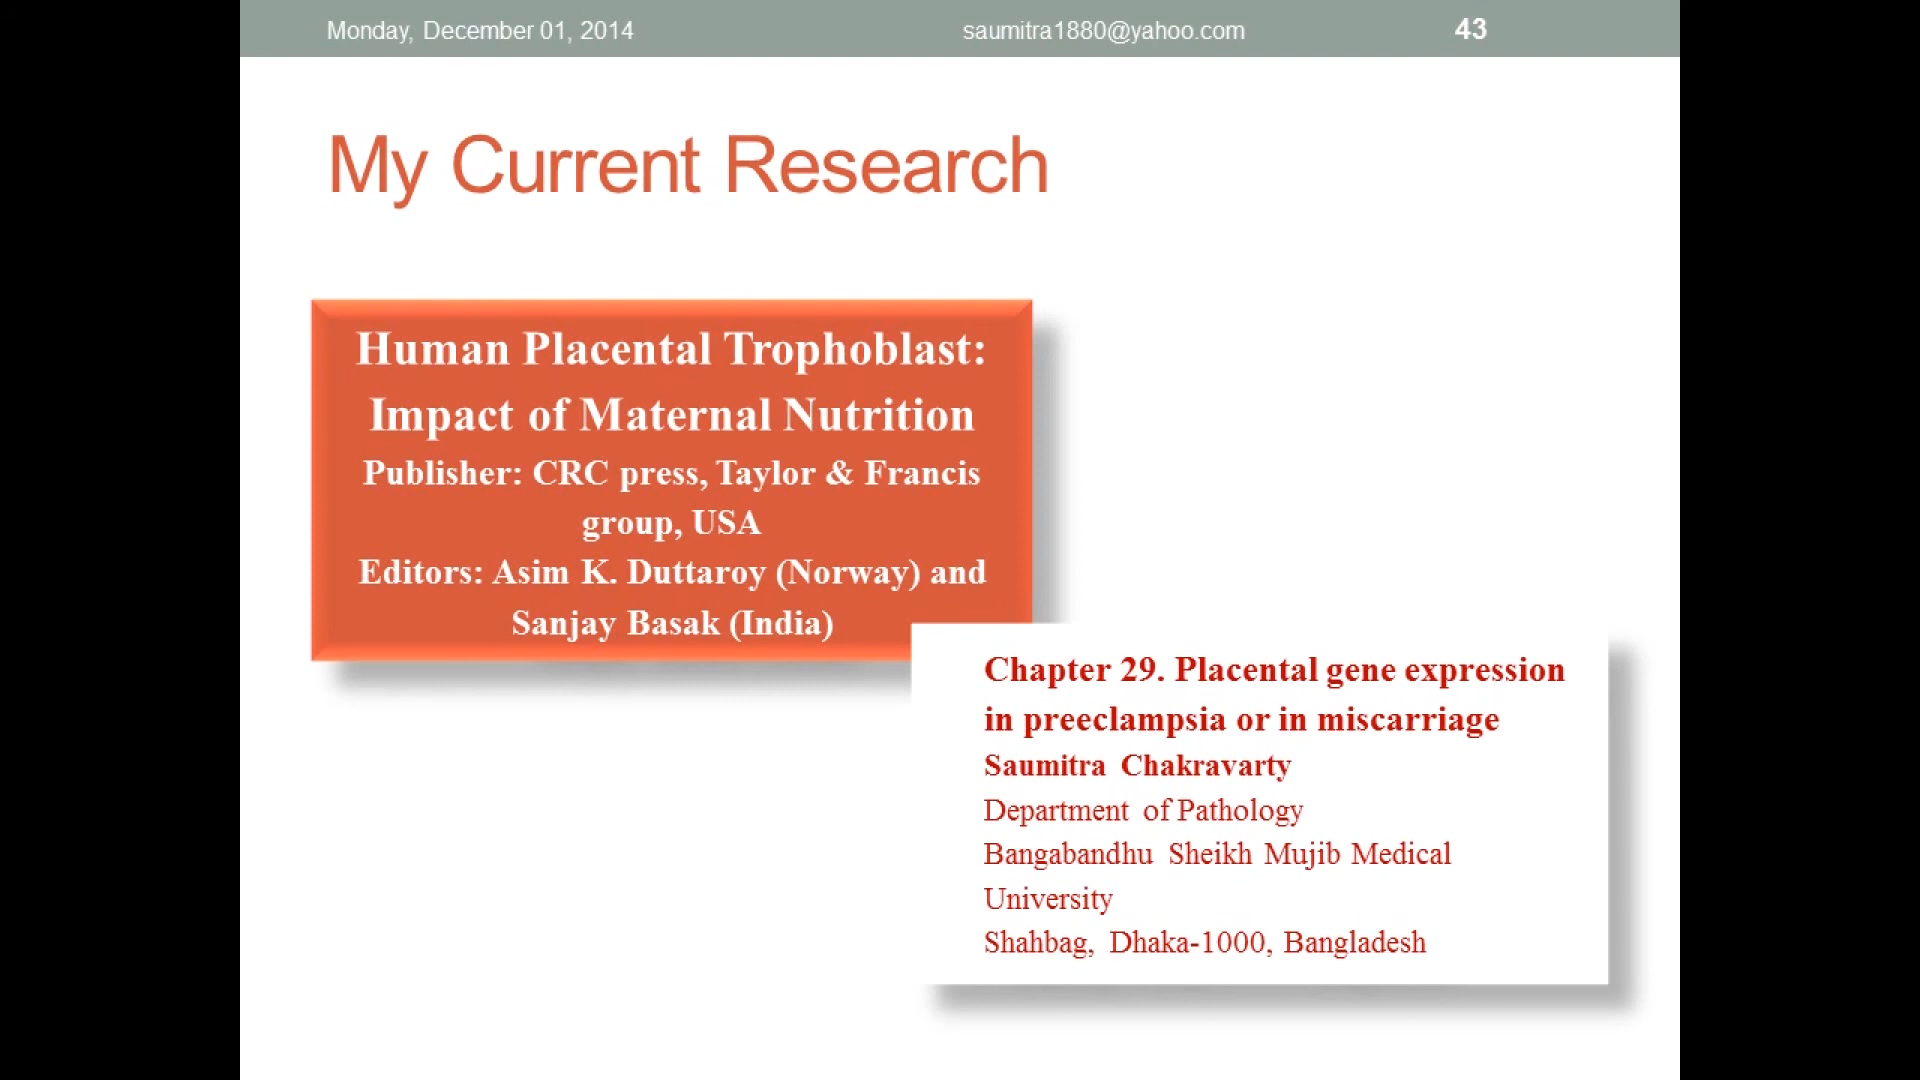 Monday, December 01, 2014 saumitra1880@yahoo.com 43
My Current Research
Human Placental Trophoblast:
Impact of Maternal Nutrition
Publisher: CRC press, Taylor & Francis
group, USA
Editors: Asim K. Duttaroy (Norway) and
Sanjay Basak (India)
Chapter 29. Placental gene expression
in preeclampsia or in miscarriage
Saumitra Chakravarty
Department of Pathology
Bangabandhu Sheikh Mujib Medical
University
Shahbag, Dhaka-1000, Bangladesh